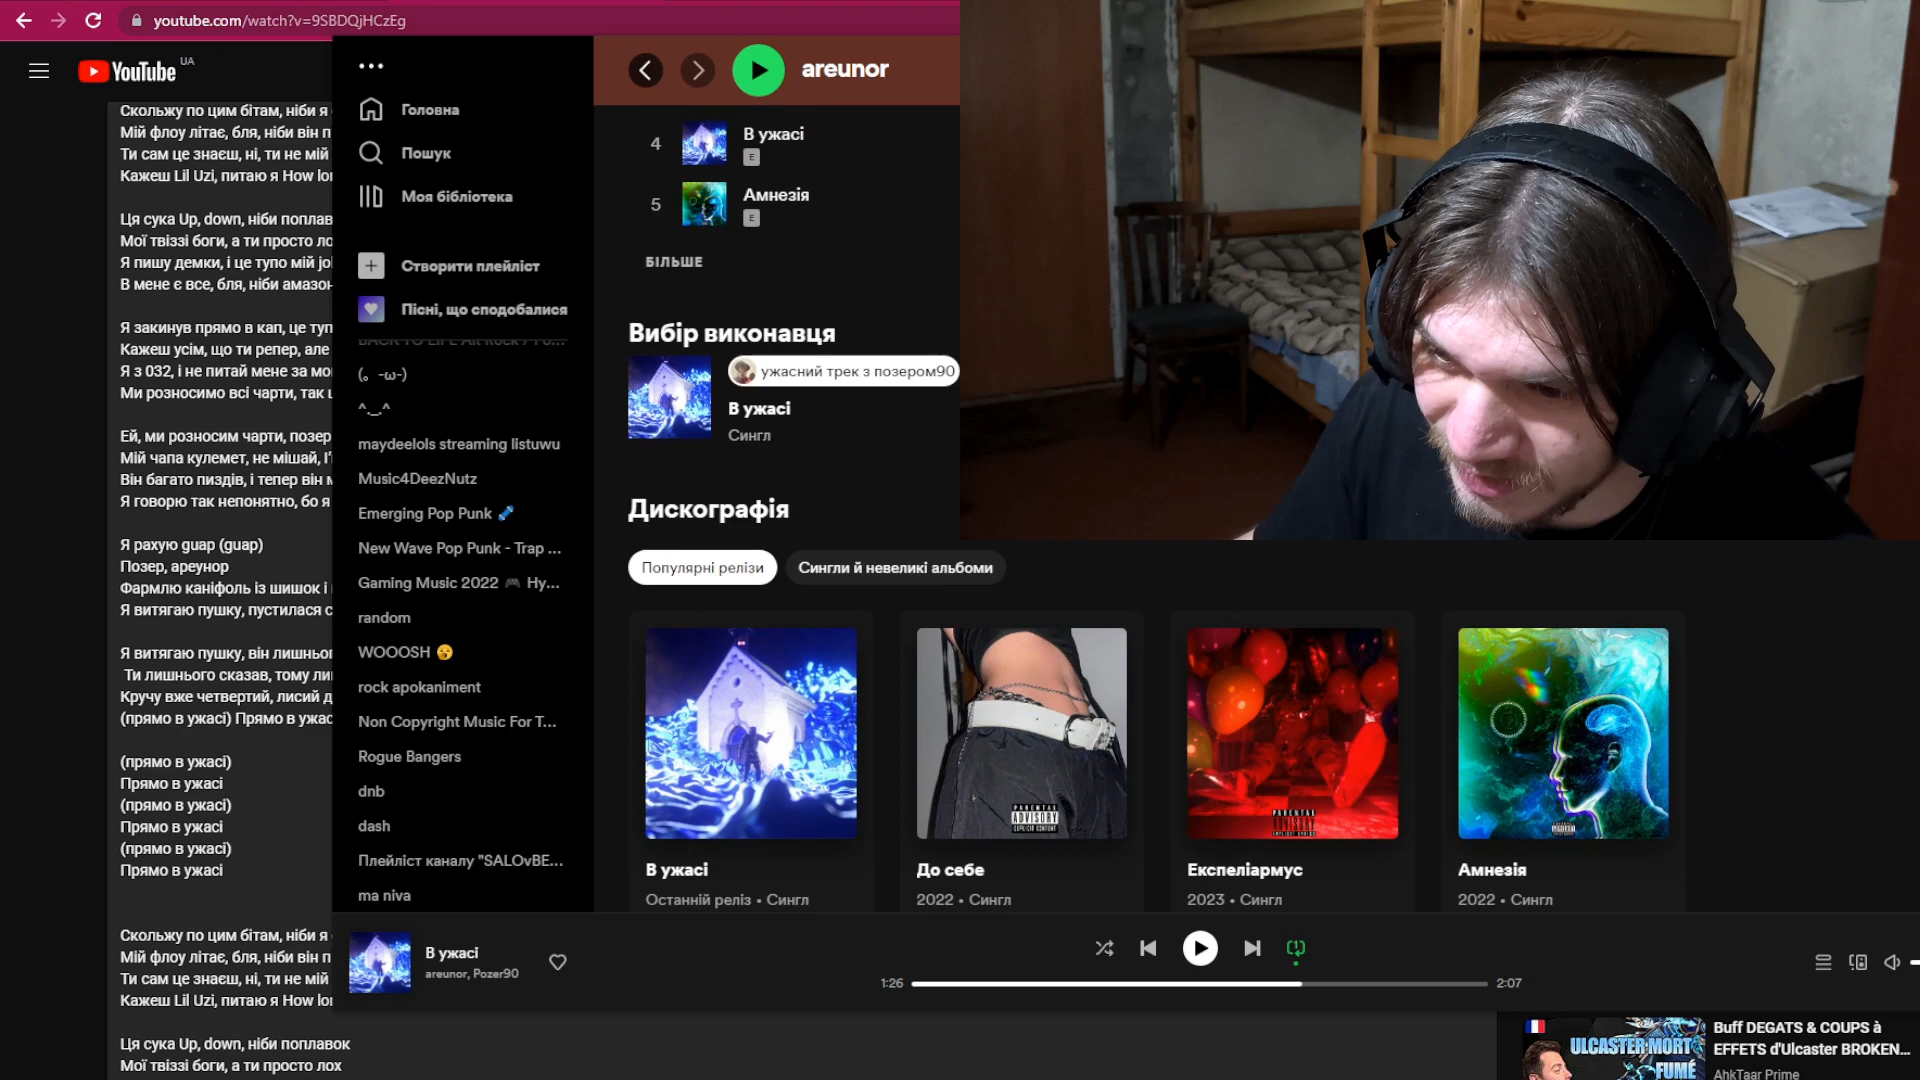 youtube.com/watch?v=9SBDQjHCzEg
YouTube UA
Скольжу по цим бітам, ніби я
Мій флоу літає, бля, ніби він п
Ти сам це знаєш, ні, ти не мій
Кажеш Lil Uzi, питаю я How lo
Ця сука Up, down, ніби поплав
Мої твіззі боги, а ти просто ло
Я пишу демки, і це тупо мій jo
В мене є все, бля, ніби амазо
Я закинув прямо в кап, це туп
Кажеш усім, що ти репер, але
Я з 032, і не питай мене за мо
Ми розносимо всі чарти, так
Ей, ми розносим чарти, позер
Мій чапа кулемет, не мішай, I'
Він багато пиздів, і тепер він
Я говорю так непонятно, бо я
Я рахую guap (guap)
Позер, ареунор
Фармлю каніфоль із шишок і
Я витягаю пушку, пустилася с
Я витягаю пушку, він лишньог
Ти лишнього сказав, тому ли
Кручу вже четвертий, лисий д
(прямо в ужасі) Прямо в ужас
(прямо в ужасі)
Прямо в ужасі
(прямо в ужасі)
Прямо в ужасі
(прямо в ужасі)
Прямо в ужасі
Скольжу по цим бітам, ніби я
Мій флоу літає, бля, ніби він п
Ти сам це знаєш, ні, ти не мій
Кажеш Lil Uzi, питаю я How lo
Ця сука Up, down, ніби поплавок
Мої твіззі боги, а ти просто лох
Головна
Пошук
Моя бібліотека
Створити плейліст
Пісні, що сподобалися
(｡ -ω-)
^._.^
maydeelols streaming listuwu
Music4DeezNutz
Emerging Pop Punk
New Wave Pop Punk - Trap ...
Gaming Music 2022 🎮 Hy...
random
WOOOSH 😮
rock apokaniment
Non Copyright Music For T...
Rogue Bangers
dnb
dash
Плейліст каналу "SALOvBE...
ma niva
areunor
4 В ужасі
E
5 Амнезія
E
БІЛЬШЕ
Вибір виконавця
ужасний трек з позером90
В ужасі
Сингл
Дискографія
Популярні релізи Сингли й невеликі альбоми
PARENTAL ADVISORY EXPLICIT CONTENT
В ужасі
Останній реліз • Сингл
До себе
2022 • Сингл
Експеліармус
2023 • Сингл
Амнезія
2022 • Сингл
В ужасі
areunor, Pozer90
1:26 2:07
ULCASTER MORT
FUMÉ
Buff DEGATS & COUPS à
EFFETS d'Ulcaster BROKEN...
AhkTaar Prime